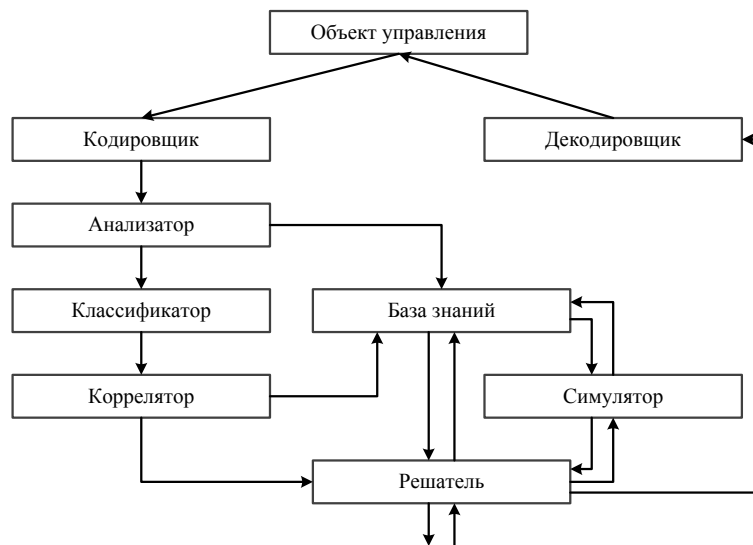 Объект управления
Кодировщик
Декодировщик
Анализатор
Классификатор
База знаний
Коррелятор
Симулятор
Решатель